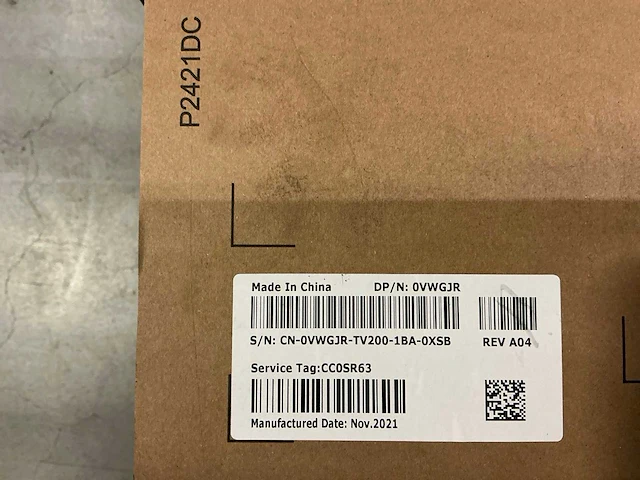 P2421DC
Made In China DP/N: 0VWGJR
S/N: CN-0VWGJR-TV200-1BA-0XSB REV A04
Service Tag:CC0SR63
Manufactured Date: Nov.2021